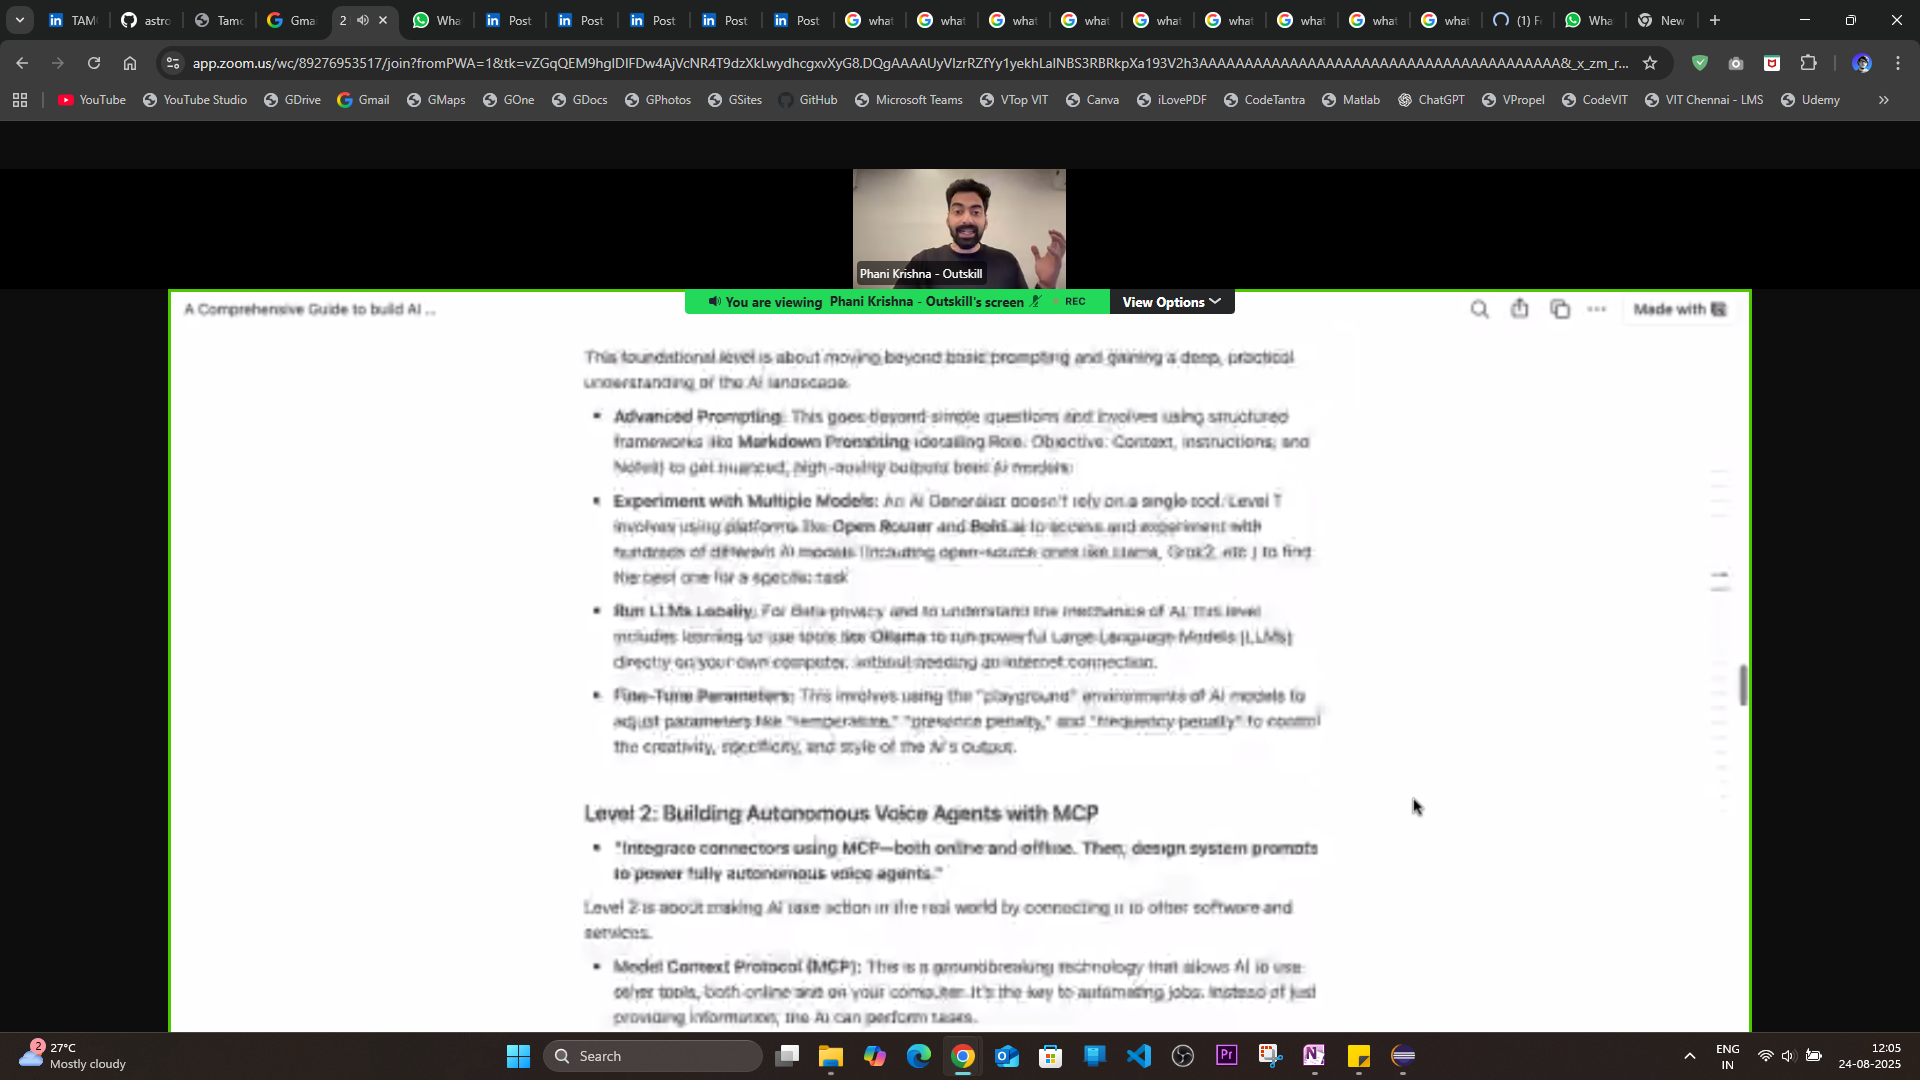 TAM
astro
Tamo
Gma
2
Wha
Post
Post
Post
Post
Post
what
what
what
what
what
what
what
what
what
(1) F
Wha
New
app.zoom.us/wc/89276953517/join?fromPWA=1&tk=
YouTube
YouTube Studio
GDrive
Gmail
GMaps
GOne
GDocs
GPhotos
GSites
GitHub
Microsoft Teams
VTop VIT
Canva
iLovePDF
CodeTantra
Matlab
ChatGPT
VPropel
CodeVIT
VIT Chennai - LMS
Udemy
Phani Krishna - Outskill
You are viewing Phani Krishna - Outskill's screen
REC
View Options
A Comprehensive Guide to build AI ...
Made with
This foundational level is about moving beyond basic prompting and gaining a deep, practical
understanding of the AI landscape.
Advanced Prompting: This goes beyond simple questions and involves using structured
frameworks like Markdown Prompting (detailing Role, Objective, Context, Instructions, and
Notes) to get nuanced, high-quality outputs from AI models.
Experiment with Multiple Models: An AI Generalist doesn't rely on a single tool. Level 1
involves using platforms like Open Router and to access and experiment with
hundreds of different AI models (including open-source ones like Llama, Grok2, etc.) to find
the best one for a specific task
Run LLMs Locally: For data privacy and to understand the mechanics of AI, this level
includes learning to use tools like Ollama to run powerful Large Language Models (LLMs)
directly on your own computer, without needing an internet connection.
Fine-Tune Parameters: This involves using the "playground" environments of AI models to
adjust parameters like "temperature," "presence penalty," and "frequency penalty" to control
the creativity, specificity, and style of the AI's output.
Level 2: Building Autonomous Voice Agents with MCP
"Integrate connectors using MCP—both online and offline. Then, design system prompts
to power fully autonomous voice agents."
Level 2 is about making AI take action in the real world by connecting it to other software and
services.
Model Context Protocol (MCP): This is a groundbreaking technology that allows AI to use
other tools, both online and on your computer. It's the key to automating jobs. Instead of just
providing information, the AI can perform tasks.
2
27°C
Mostly cloudy
Search
Pr
ENG
IN
12:05
24-08-2025